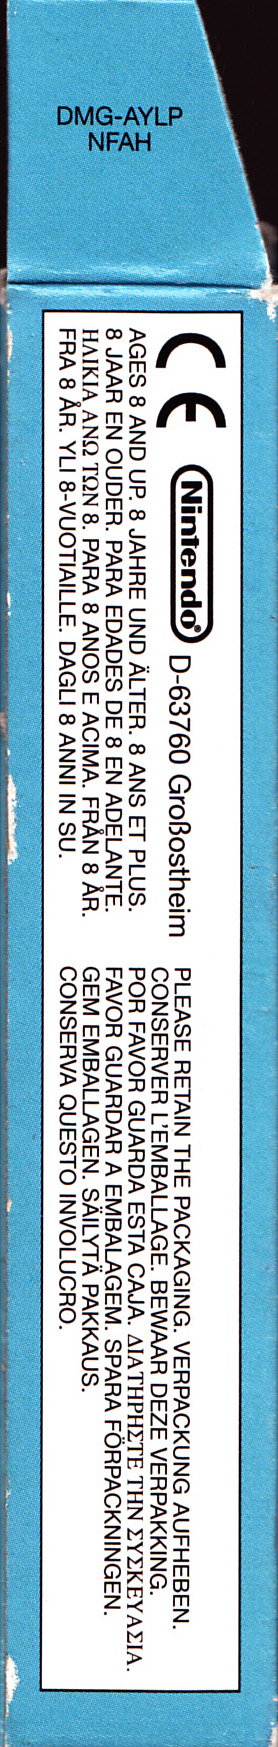 DMG-AYLP
NFAH
CE Nintendo® D-63760 Großostheim
AGES 8 AND UP. 8 JAHRE UND ÄLTER. 8 ANS ET PLUS.
8 JAAR EN OUDER. PARA EDADES DE 8 EN ADELANTE.
ΗΛΙΚΙΑ ΑΝΩ ΤΩΝ 8. PARA 8 ANOS E ACIMA. FRÅN 8 ÅR.
FRA 8 ÅR. YLI 8-VUOTIAILLE. DAGLI 8 ANNI IN SU.
PLEASE RETAIN THE PACKAGING. VERPACKUNG AUFHEBEN.
CONSERVER L'EMBALLAGE. BEWAAR DEZE VERPAKKING.
POR FAVOR GUARDA ESTA CAJA. ΔΙΑΤΗΡΗΣΤΕ ΤΗΝ ΣΥΣΚΕΥΑΣΙΑ.
FAVOR GUARDAR A EMBALAGEM. SPARA FÖRPACKNINGEN.
GEM EMBALLAGEN. SÄILYTÄ PAKKAUS.
CONSERVA QUESTO INVOLUCRO.